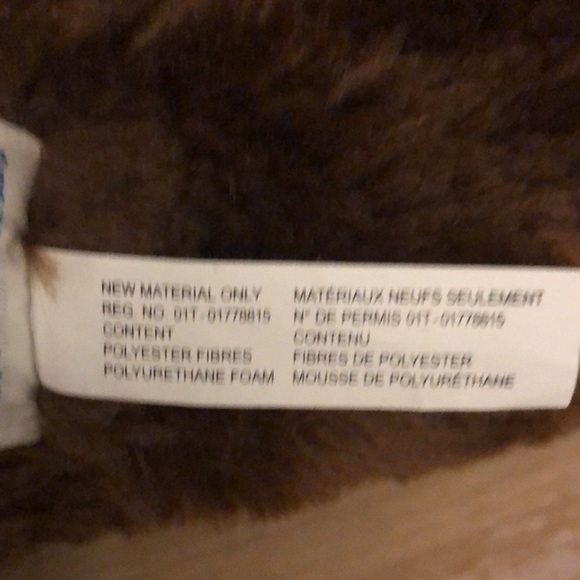 NEW MATERIAL ONLY
REG. NO. 01T-01778815
CONTENT
POLYESTER FIBRES
POLYURETHANE FOAM
MATÉRIAUX NEUFS SEULEMENT
N° DE PERMIS 01T-01778815
CONTENU
FIBRES DE POLYESTER
MOUSSE DE POLYURÉTHANE